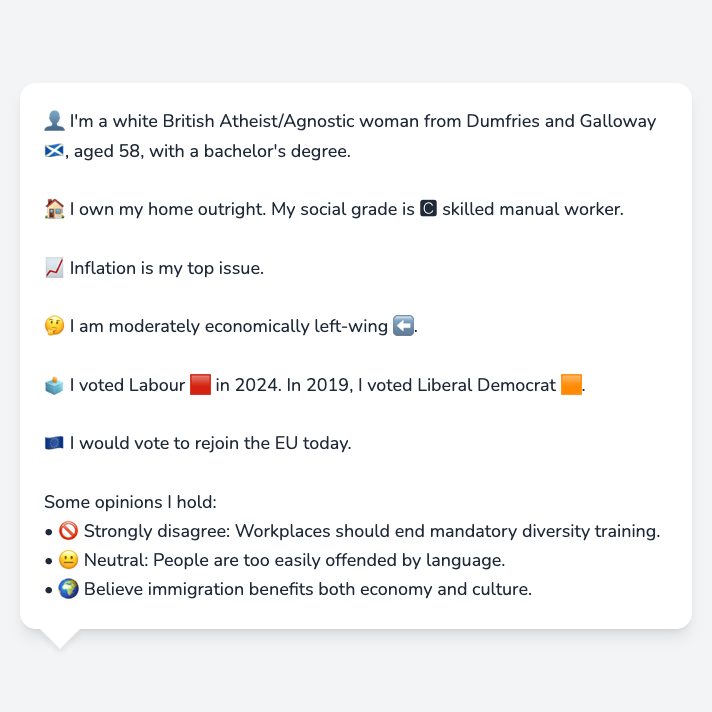 👤 I'm a white British Atheist/Agnostic woman from Dumfries and Galloway
🏴󠁧󠁢󠁳󠁣󠁴󠁿, aged 58, with a bachelor's degree.
🏠 I own my home outright. My social grade is 🅲 skilled manual worker.
📈 Inflation is my top issue.
🤔 I am moderately economically left-wing ⬅️.
🗳️ I voted Labour 🟥 in 2024. In 2019, I voted Liberal Democrat 🟧.
🇪🇺 I would vote to rejoin the EU today.
Some opinions I hold:
• 🚫 Strongly disagree: Workplaces should end mandatory diversity training.
• 😐 Neutral: People are too easily offended by language.
• 🌍 Believe immigration benefits both economy and culture.